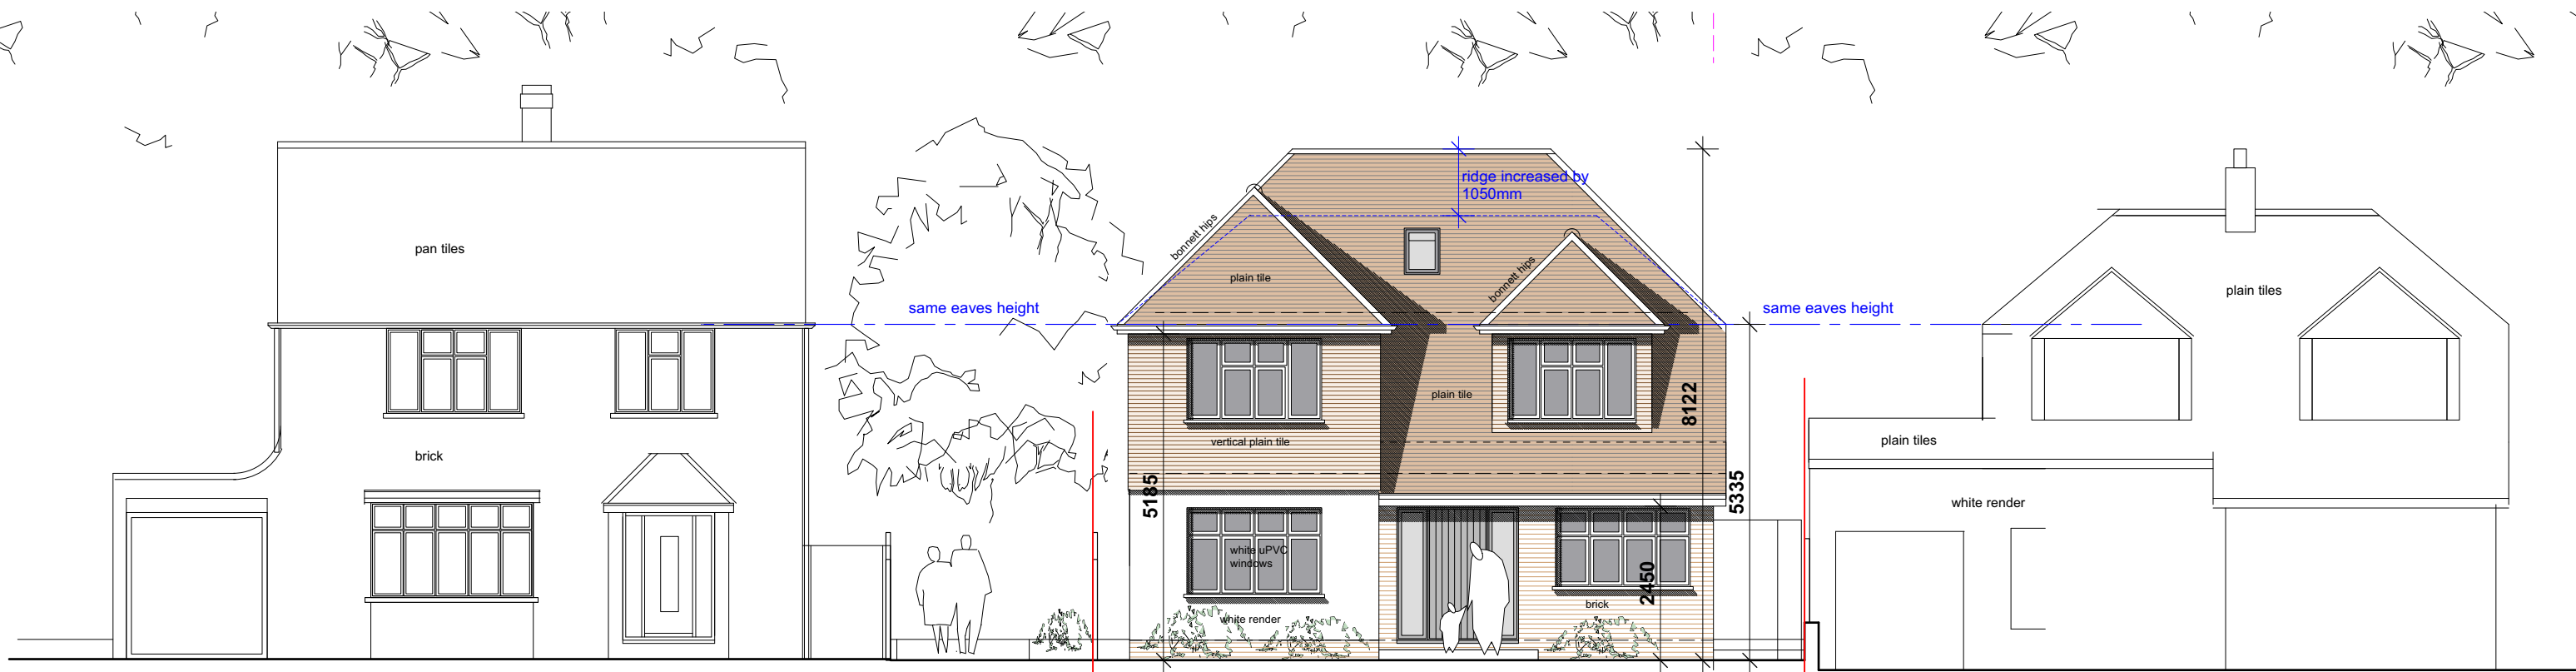 ridge increased by
1050mm
bonnett hips
pan tiles
plain tile
bonnett hips
plain tiles
same eaves height
same eaves height
8122
plain tile
vertical plain tile
plain tiles
brick
5185
5335
white render
white uPVC
windows
2450
brick
white render